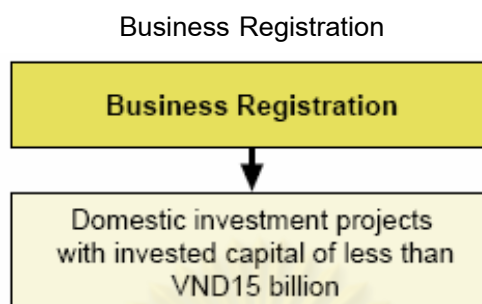 Business Registration
Business Registration
Domestic investment projects
with invested capital of less than
VND15 billion